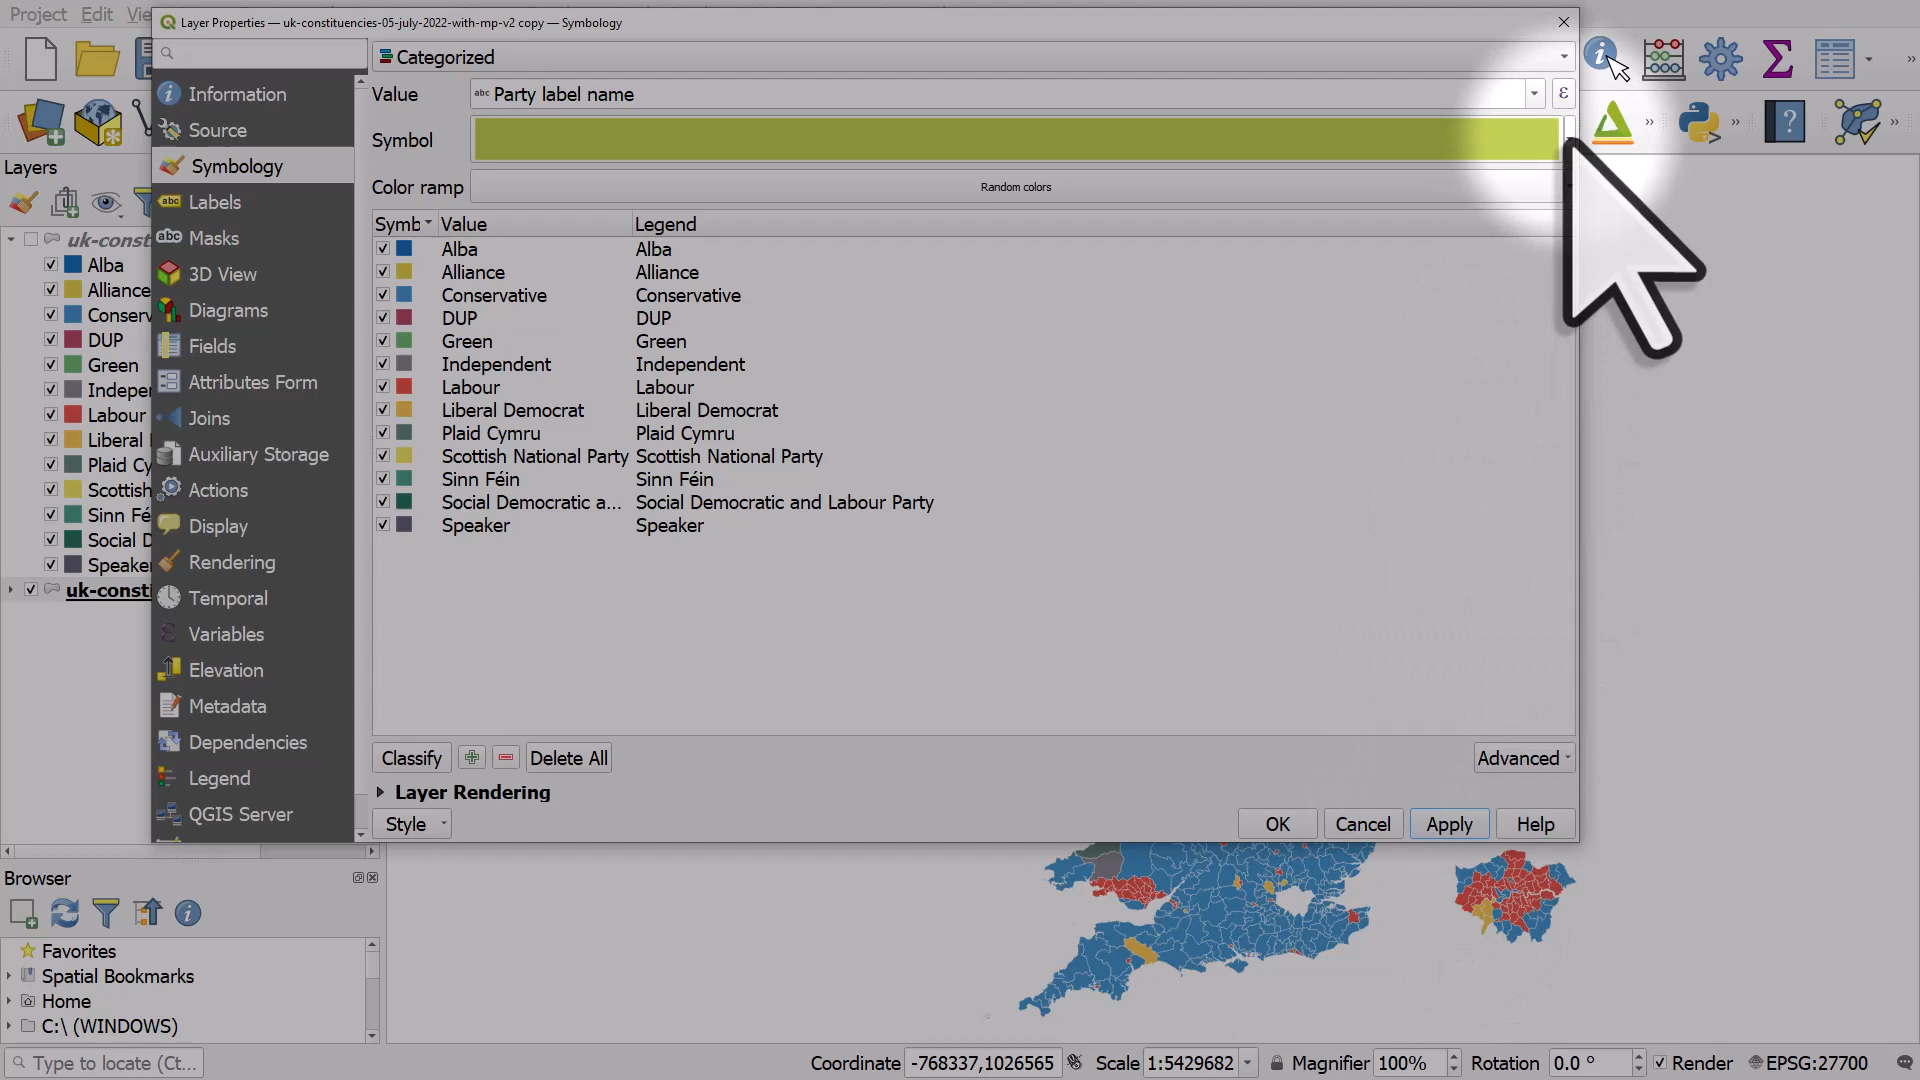 Project Edit Vi
Layer Properties — uk-constituencies-05-july-2022-with-mp-v2 copy — Symbology
Information
Source
Symbology
Labels
Masks
3D View
Diagrams
Fields
Attributes Form
Joins
Auxiliary Storage
Actions
Display
Rendering
Temporal
Variables
Elevation
Metadata
Dependencies
Legend
QGIS Server
Categorized
Value abc Party label name ε
Symbol
Color ramp Random colors
Symb Value Legend
Alba Alba
Alliance Alliance
Conservative Conservative
DUP DUP
Green Green
Independent Independent
Labour Labour
Liberal Democrat Liberal Democrat
Plaid Cymru Plaid Cymru
Scottish National Party Scottish National Party
Sinn Féin Sinn Féin
Social Democratic a... Social Democratic and Labour Party
Speaker Speaker
Classify Delete All Advanced
Layer Rendering
Style OK Cancel Apply Help
Layers
uk-const
Alba
Alliance
Conserv
DUP
Green
Indeper
Labour
Liberal
Plaid Cy
Scottish
Sinn Fé
Social D
Speake
uk-consti
Browser
Favorites
Spatial Bookmarks
Home
C:\ (WINDOWS)
Type to locate (Ct...
Coordinate -768337,1026565 Scale 1:5429682 Magnifier 100% Rotation 0.0 ° Render EPSG:27700